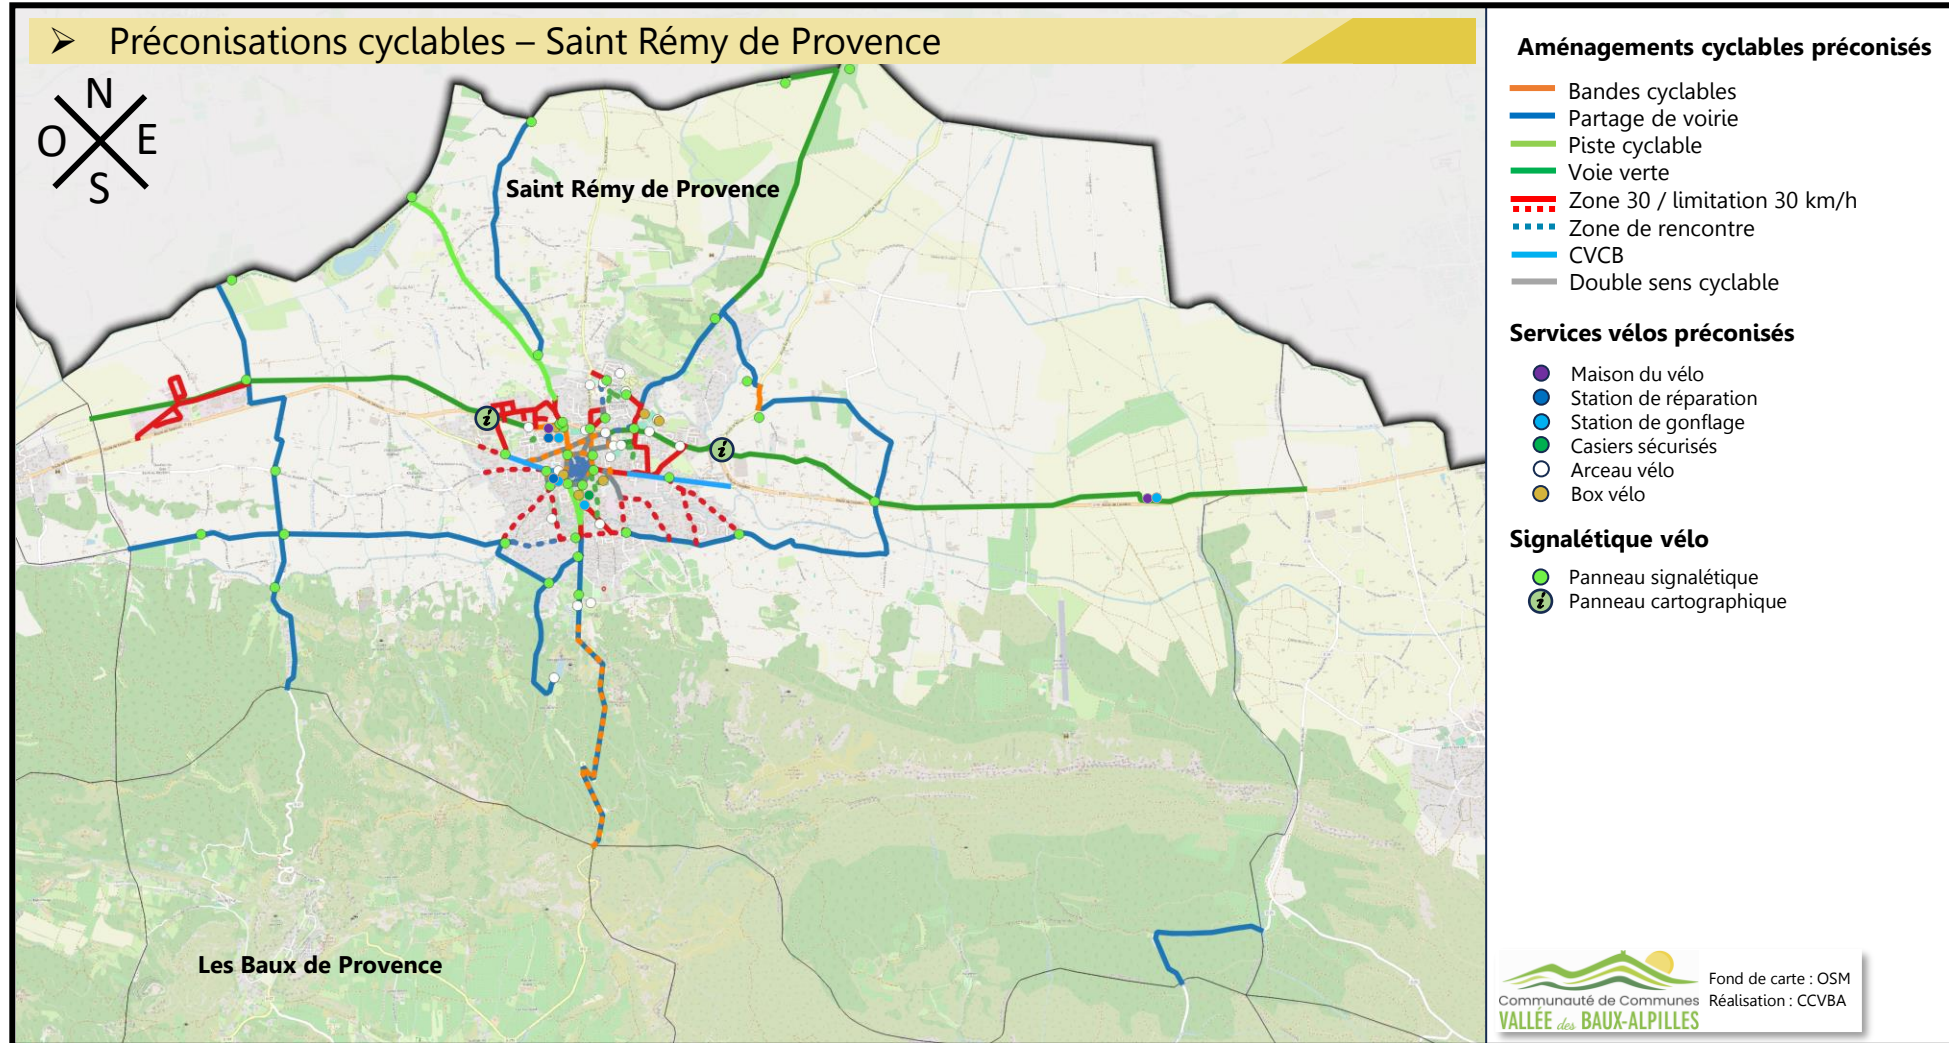 ➢ Préconisations cyclables – Saint Rémy de Provence
N
O E
S
Saint Rémy de Provence
i
i
Les Baux de Provence
Aménagements cyclables préconisés
Bandes cyclables
Partage de voirie
Piste cyclable
Voie verte
Zone 30 / limitation 30 km/h
Zone de rencontre
CVCB
Double sens cyclable
Services vélos préconisés
Maison du vélo
Station de réparation
Station de gonflage
Casiers sécurisés
Arceau vélo
Box vélo
Signalétique vélo
Panneau signalétique
i Panneau cartographique
Communauté de Communes
VALLÉE des BAUX-ALPILLES
Fond de carte : OSM
Réalisation : CCVBA